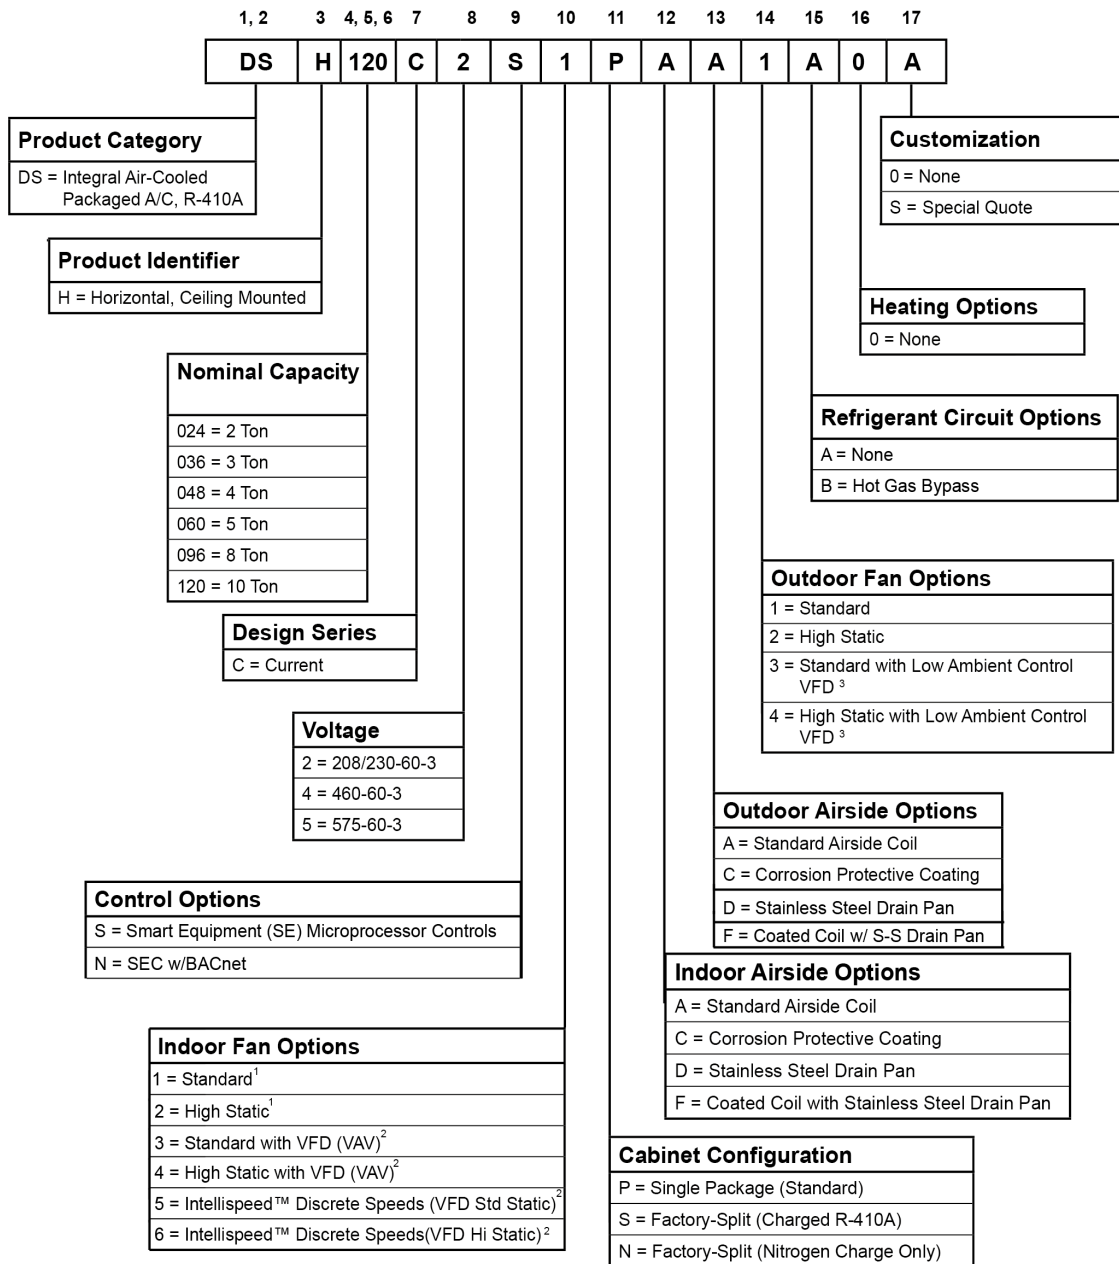 1, 2 3 4, 5, 6 7 8 9 10 11 12 13 14 15 16 17
DS H 120 C 2 S 1 P A A 1 A 0 A
Product Category
DS = Integral Air-Cooled
Packaged A/C, R-410A
Product Identifier
H = Horizontal, Ceiling Mounted
Nominal Capacity
024 = 2 Ton
036 = 3 Ton
048 = 4 Ton
060 = 5 Ton
096 = 8 Ton
120 = 10 Ton
Design Series
C = Current
Voltage
2 = 208/230-60-3
4 = 460-60-3
5 = 575-60-3
Control Options
S = Smart Equipment (SE) Microprocessor Controls
N = SEC w/BACnet
Indoor Fan Options
1 = Standard¹
2 = High Static¹
3 = Standard with VFD (VAV)²
4 = High Static with VFD (VAV)²
5 = Intellispeed™ Discrete Speeds (VFD Std Static)²
6 = Intellispeed™ Discrete Speeds(VFD Hi Static) ²
Customization
0 = None
S = Special Quote
Heating Options
0 = None
Refrigerant Circuit Options
A = None
B = Hot Gas Bypass
Outdoor Fan Options
1 = Standard
2 = High Static
3 = Standard with Low Ambient Control
VFD ³
4 = High Static with Low Ambient Control
VFD ³
Outdoor Airside Options
A = Standard Airside Coil
C = Corrosion Protective Coating
D = Stainless Steel Drain Pan
F = Coated Coil w/ S-S Drain Pan
Indoor Airside Options
A = Standard Airside Coil
C = Corrosion Protective Coating
D = Stainless Steel Drain Pan
F = Coated Coil with Stainless Steel Drain Pan
Cabinet Configuration
P = Single Package (Standard)
S = Factory-Split (Charged R-410A)
N = Factory-Split (Nitrogen Charge Only)